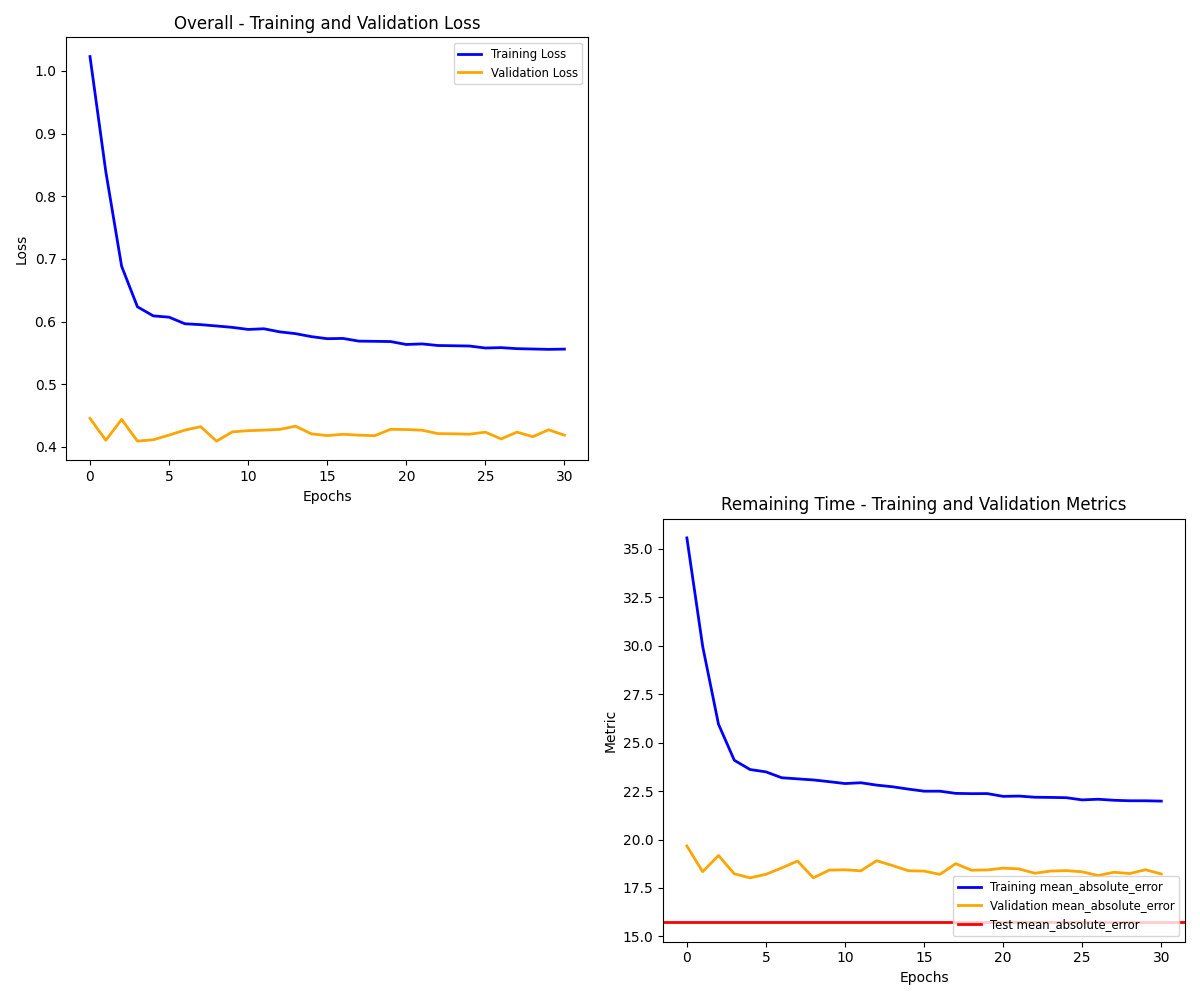 Overall - Training and Validation Loss
Training Loss
Validation Loss
1.0
0.9
0.8
0.7
0.6
0.5
0.4
Loss
0
5
10
15
20
25
30
Epochs
Remaining Time - Training and Validation Metrics
35.0
32.5
30.0
27.5
25.0
22.5
20.0
17.5
15.0
Metric
Training mean_absolute_error
Validation mean_absolute_error
Test mean_absolute_error
0
5
10
15
20
25
30
Epochs